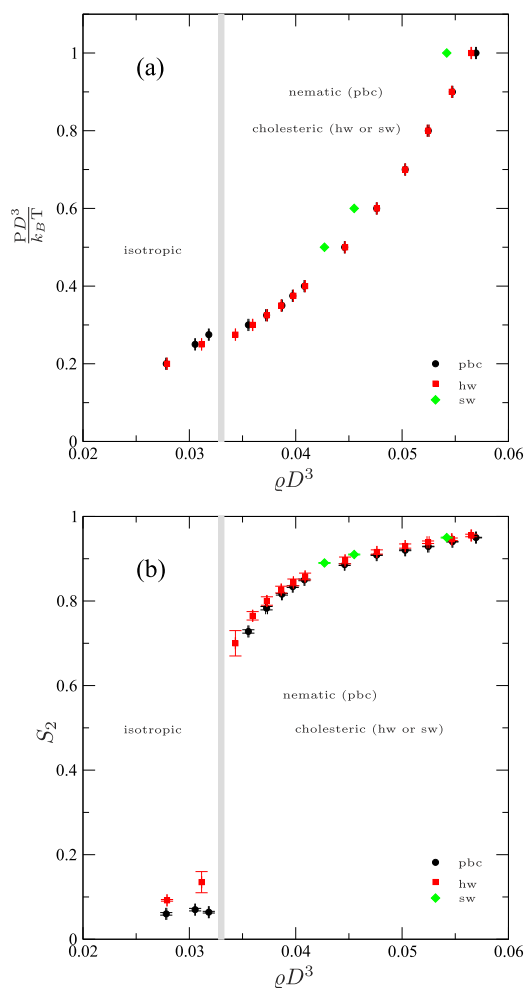 (a)
nematic (pbc)
cholesteric (hw or sw)
isotropic
PD³/k_BT
1
0.8
0.6
0.4
0.2
0
pbc
hw
sw
0.02 0.03 0.04 0.05 0.06
ϱD³
(b)
nematic (pbc)
cholesteric (hw or sw)
isotropic
S₂
1
0.8
0.6
0.4
0.2
0
pbc
hw
sw
0.02 0.03 0.04 0.05 0.06
ϱD³